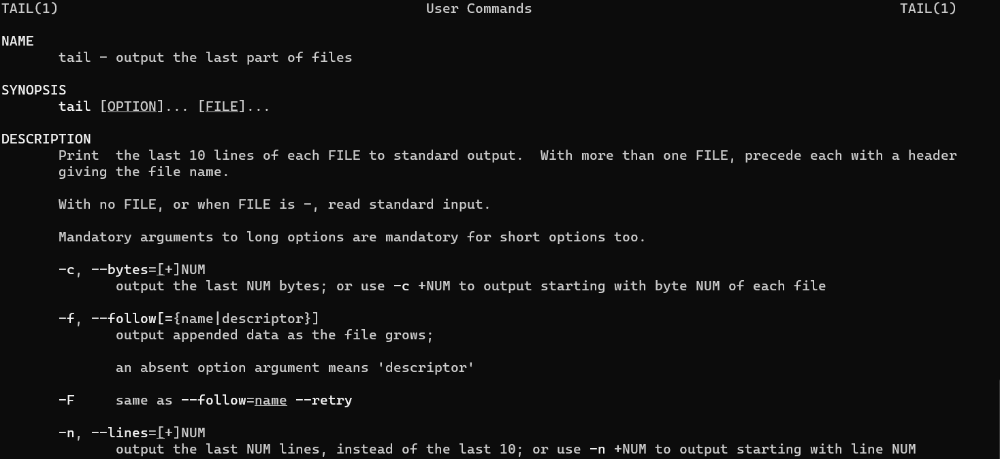 TAIL(1) User Commands TAIL(1)
NAME
tail - output the last part of files
SYNOPSIS
tail [OPTION]... [FILE]...
DESCRIPTION
Print  the last 10 lines of each FILE to standard output.  With more than one FILE, precede each with a header
giving the file name.
With no FILE, or when FILE is -, read standard input.
Mandatory arguments to long options are mandatory for short options too.
-c, --bytes=[+]NUM
output the last NUM bytes; or use -c +NUM to output starting with byte NUM of each file
-f, --follow[={name|descriptor}]
output appended data as the file grows;
an absent option argument means 'descriptor'
-F     same as --follow=name --retry
-n, --lines=[+]NUM
output the last NUM lines, instead of the last 10; or use -n +NUM to output starting with line NUM